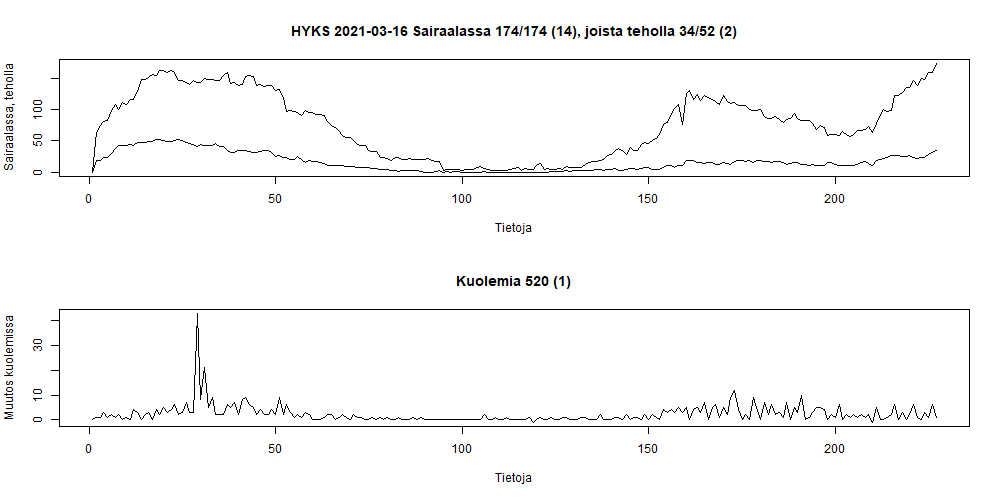 HYKS 2021-03-16 Sairaalassa 174/174 (14), joista teholla 34/52 (2)
Sairaalassa, teholla
0 50 100
0 50 100 150 200
Tietoja
Kuolemia 520 (1)
Muutos kuolemissa
0 10 30
0 50 100 150 200
Tietoja